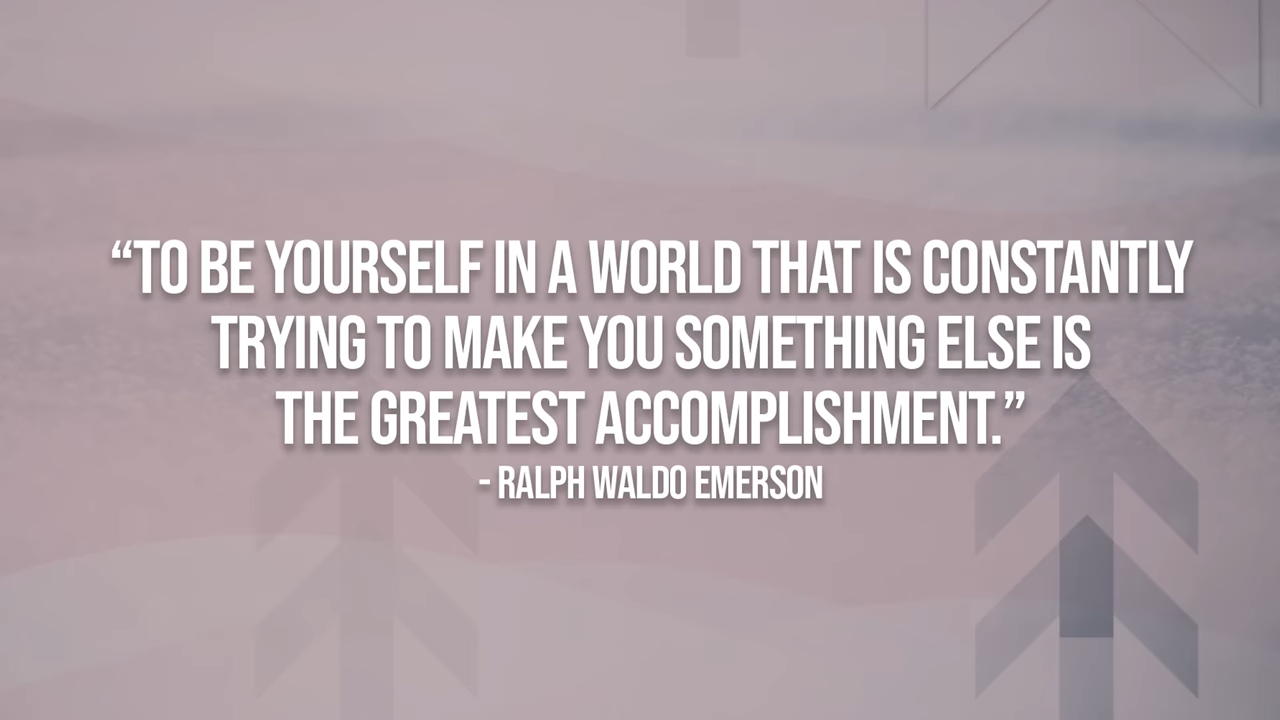 “TO BE YOURSELF IN A WORLD THAT IS CONSTANTLY
TRYING TO MAKE YOU SOMETHING ELSE IS
THE GREATEST ACCOMPLISHMENT.”
- RALPH WALDO EMERSON